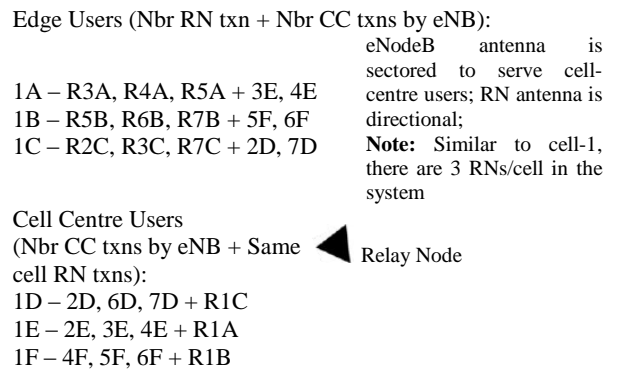 Edge Users (Nbr RN txn + Nbr CC txns by eNB):
eNodeB antenna is
sectored to serve cell-
centre users; RN antenna is
directional;
Note: Similar to cell-1,
there are 3 RNs/cell in the
system
1A – R3A, R4A, R5A + 3E, 4E
1B – R5B, R6B, R7B + 5F, 6F
1C – R2C, R3C, R7C + 2D, 7D
Cell Centre Users
(Nbr CC txns by eNB + Same
cell RN txns):
Relay Node
1D – 2D, 6D, 7D + R1C
1E – 2E, 3E, 4E + R1A
1F – 4F, 5F, 6F + R1B